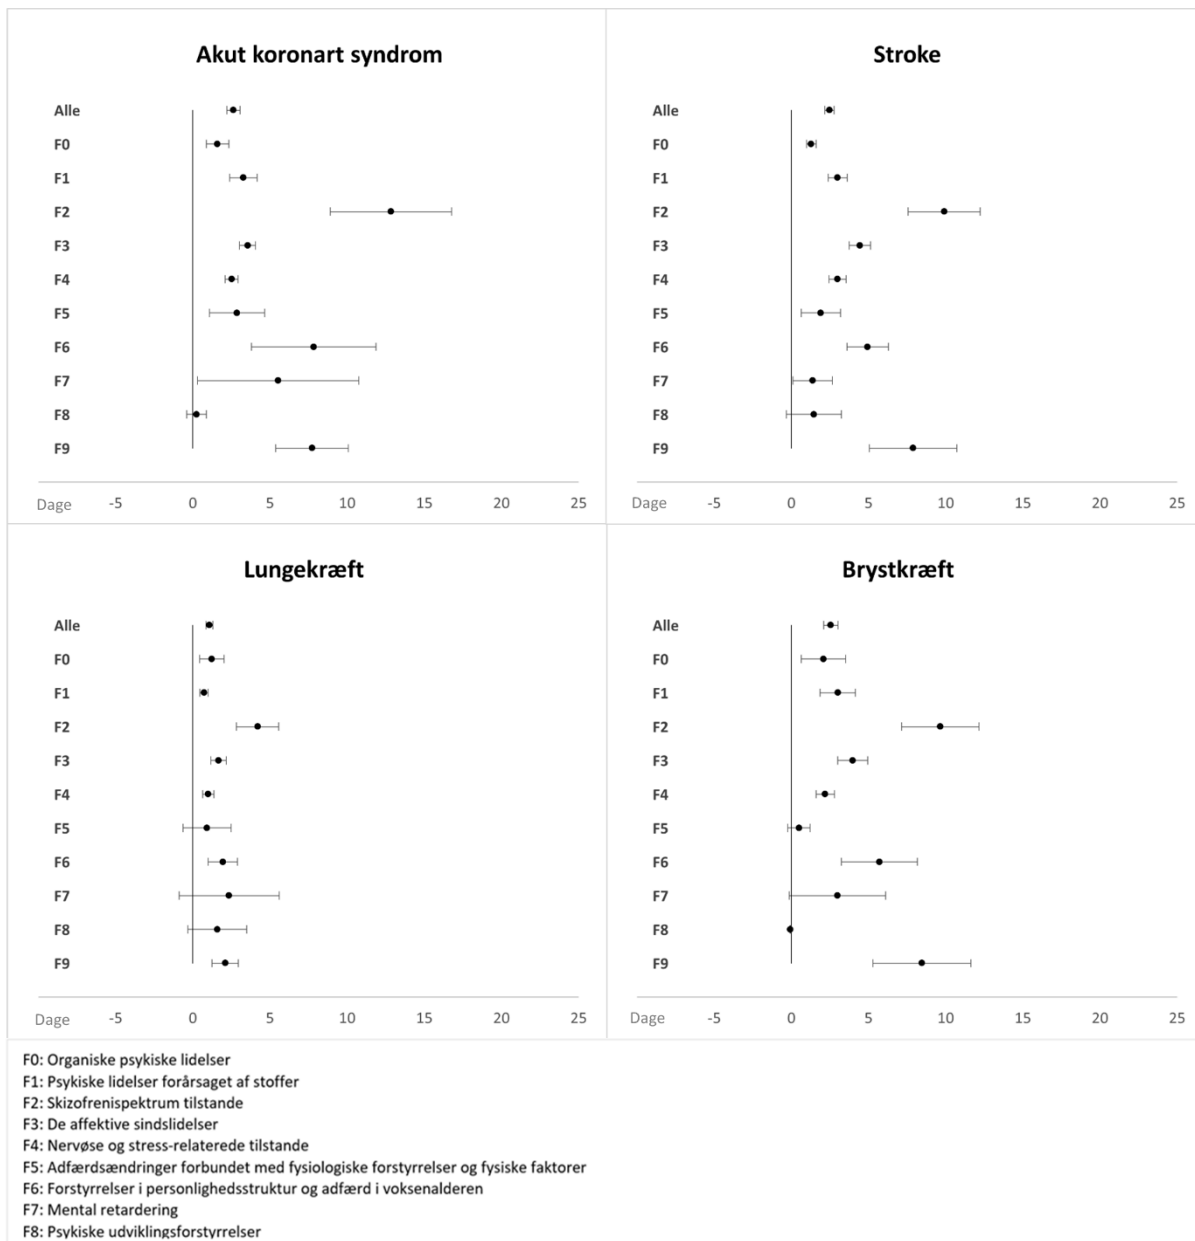 Akut koronart syndrom
Alle
F0
F1
F2
F3
F4
F5
F6
F7
F8
F9
Dage -5 0 5 10 15 20 25
Stroke
Alle
F0
F1
F2
F3
F4
F5
F6
F7
F8
F9
Dage -5 0 5 10 15 20 25
Lungekræft
Alle
F0
F1
F2
F3
F4
F5
F6
F7
F8
F9
Dage -5 0 5 10 15 20 25
Brystkræft
Alle
F0
F1
F2
F3
F4
F5
F6
F7
F8
F9
Dage -5 0 5 10 15 20 25
F0: Organiske psykiske lidelser
F1: Psykiske lidelser forårsaget af stoffer
F2: Skizofrenispektrum tilstande
F3: De affektive sindslidelser
F4: Nervøse og stress-relaterede tilstande
F5: Adfærdsændringer forbundet med fysiologiske forstyrrelser og fysiske faktorer
F6: Forstyrrelser i personlighedsstruktur og adfærd i voksenalderen
F7: Mental retardering
F8: Psykiske udviklingsforstyrrelser